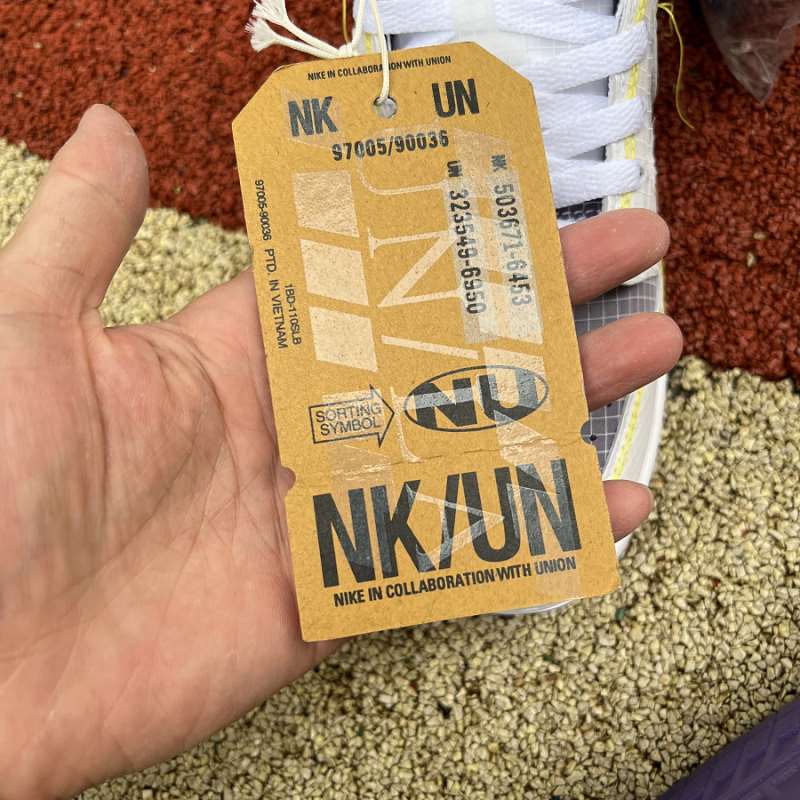 NIKE IN COLLABORATION WITH UNION
NK UN
97005/90036
NK 503671-6453
UN 323549-6950
97005-90036 PTD. IN VIETNAM
1BD-110SLB
SORTING
SYMBOL
NU
NK/UN
NIKE IN COLLABORATION WITH UNION